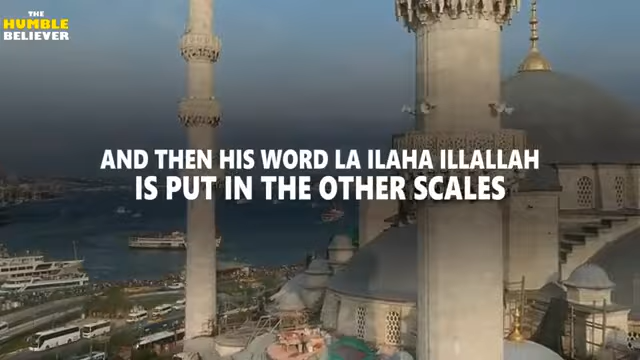 THE
HUMBLE
BELIEVER
AND THEN HIS WORD LA ILAHA ILLALLAH
IS PUT IN THE OTHER SCALES